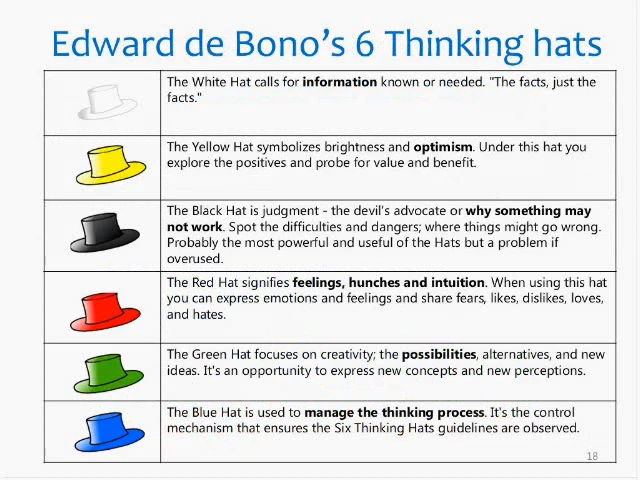 Edward de Bono's 6 Thinking hats
The White Hat calls for information known or needed. "The facts, just the
facts."
The Yellow Hat symbolizes brightness and optimism. Under this hat you
explore the positives and probe for value and benefit.
The Black Hat is judgment - the devil's advocate or why something may
not work. Spot the difficulties and dangers; where things might go wrong.
Probably the most powerful and useful of the Hats but a problem if
overused.
The Red Hat signifies feelings, hunches and intuition. When using this hat
you can express emotions and feelings and share fears, likes, dislikes, loves,
and hates.
The Green Hat focuses on creativity; the possibilities, alternatives, and new
ideas. It's an opportunity to express new concepts and new perceptions.
The Blue Hat is used to manage the thinking process. It's the control
mechanism that ensures the Six Thinking Hats guidelines are observed.
18